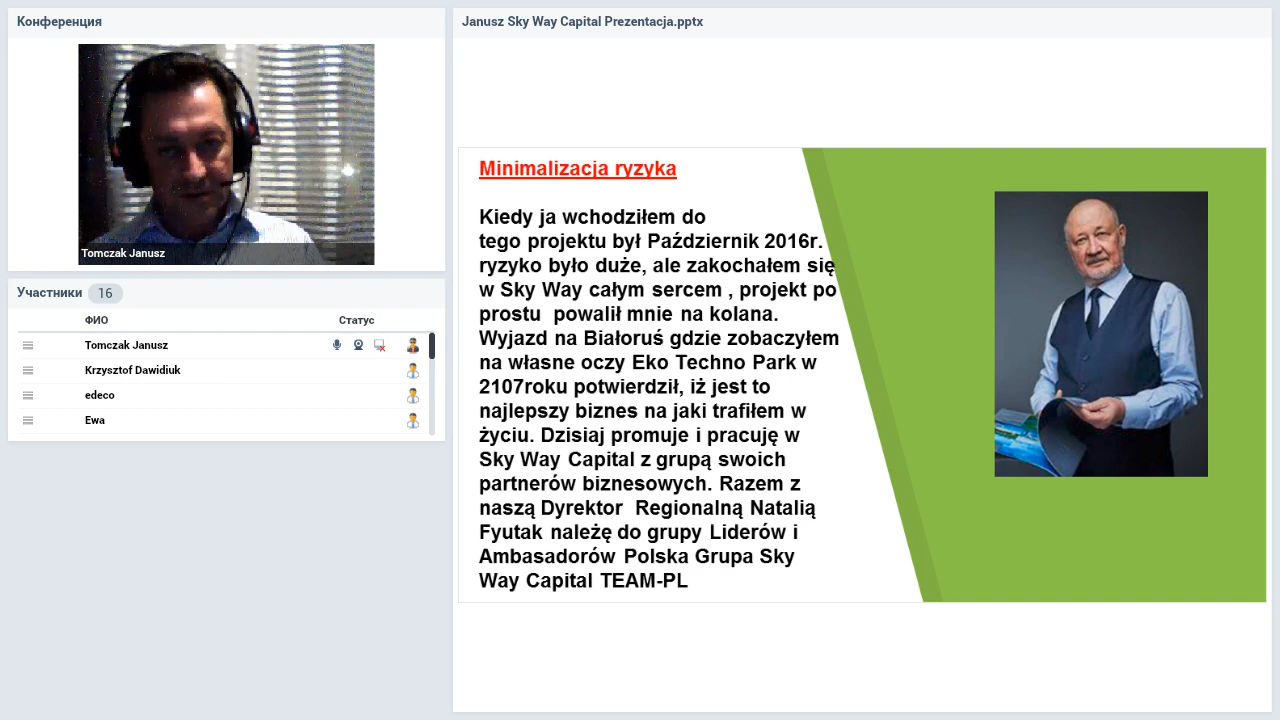 Конференция
Tomczak Janusz
Участники 16
ФИО Статус
Tomczak Janusz
Krzysztof Dawidiuk
edeco
Ewa
Janusz Sky Way Capital Prezentacja.pptx
Minimalizacja ryzyka
Kiedy ja wchodziłem do
tego projektu był Październik 2016r.
ryzyko było duże, ale zakochałem się
w Sky Way całym sercem , projekt po
prostu powalił mnie na kolana.
Wyjazd na Białoruś gdzie zobaczyłem
na własne oczy Eko Techno Park w
2107roku potwierdził, iż jest to
najlepszy biznes na jaki trafiłem w
życiu. Dzisiaj promuje i pracuję w
Sky Way Capital z grupą swoich
partnerów biznesowych. Razem z
naszą Dyrektor Regionalną Natalią
Fyutak należę do grupy Liderów i
Ambasadorów Polska Grupa Sky
Way Capital TEAM-PL